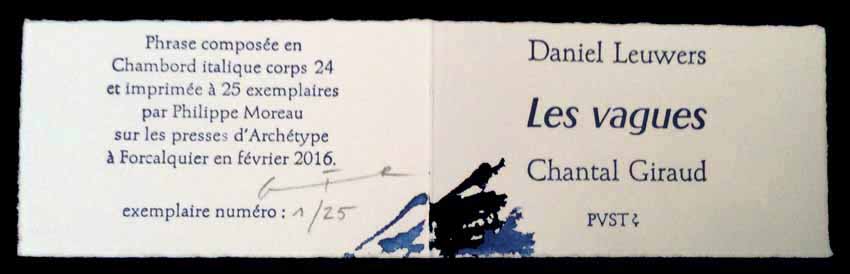 Phrase composée en
Chambord italique corps 24
et imprimée à 25 exemplaires
par Philippe Moreau
sur les presses d'Archétype
à Forcalquier en février 2016.
exemplaire numéro : 1/25
Daniel Leuwers
Les vagues
Chantal Giraud